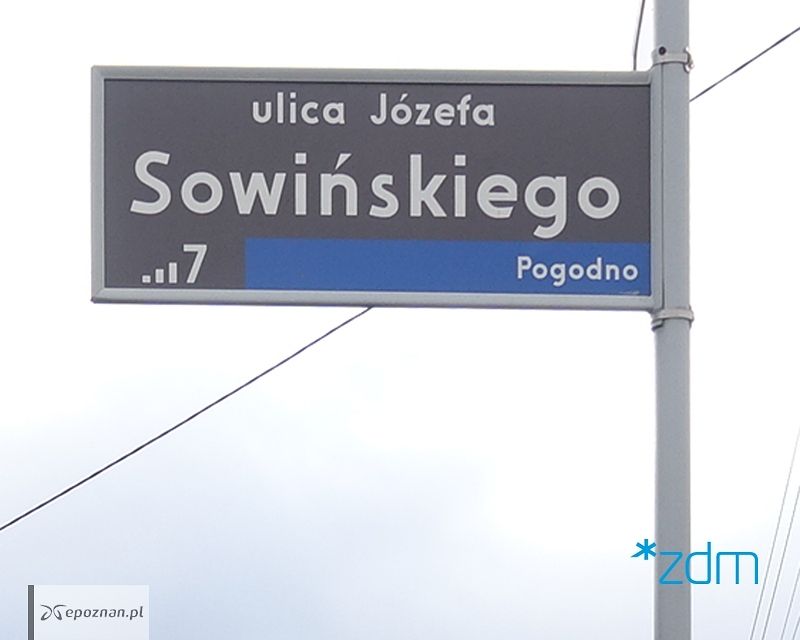 ulica Józefa
Sowińskiego
7
Pogodno
*zdm
epoznan.pl